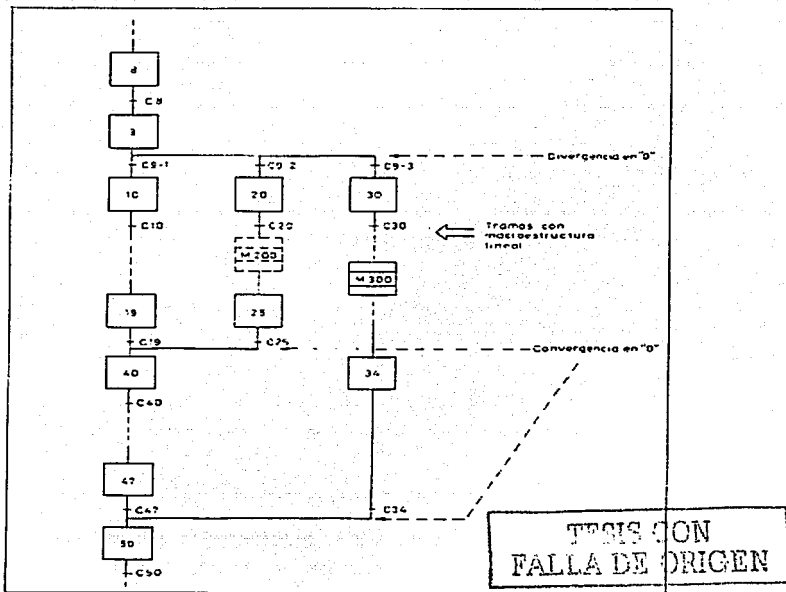 C8
C9-1
C9-2
C9-3
Divergencia en "O"
10
20
30
C10
C20
C30
Tramos con
macroestructura
lineal
M 200
M 300
19
25
C19
C25
Convergencia en "O"
40
34
C40
47
C47
C34
50
C50
TESIS CON
FALLA DE ORIGEN